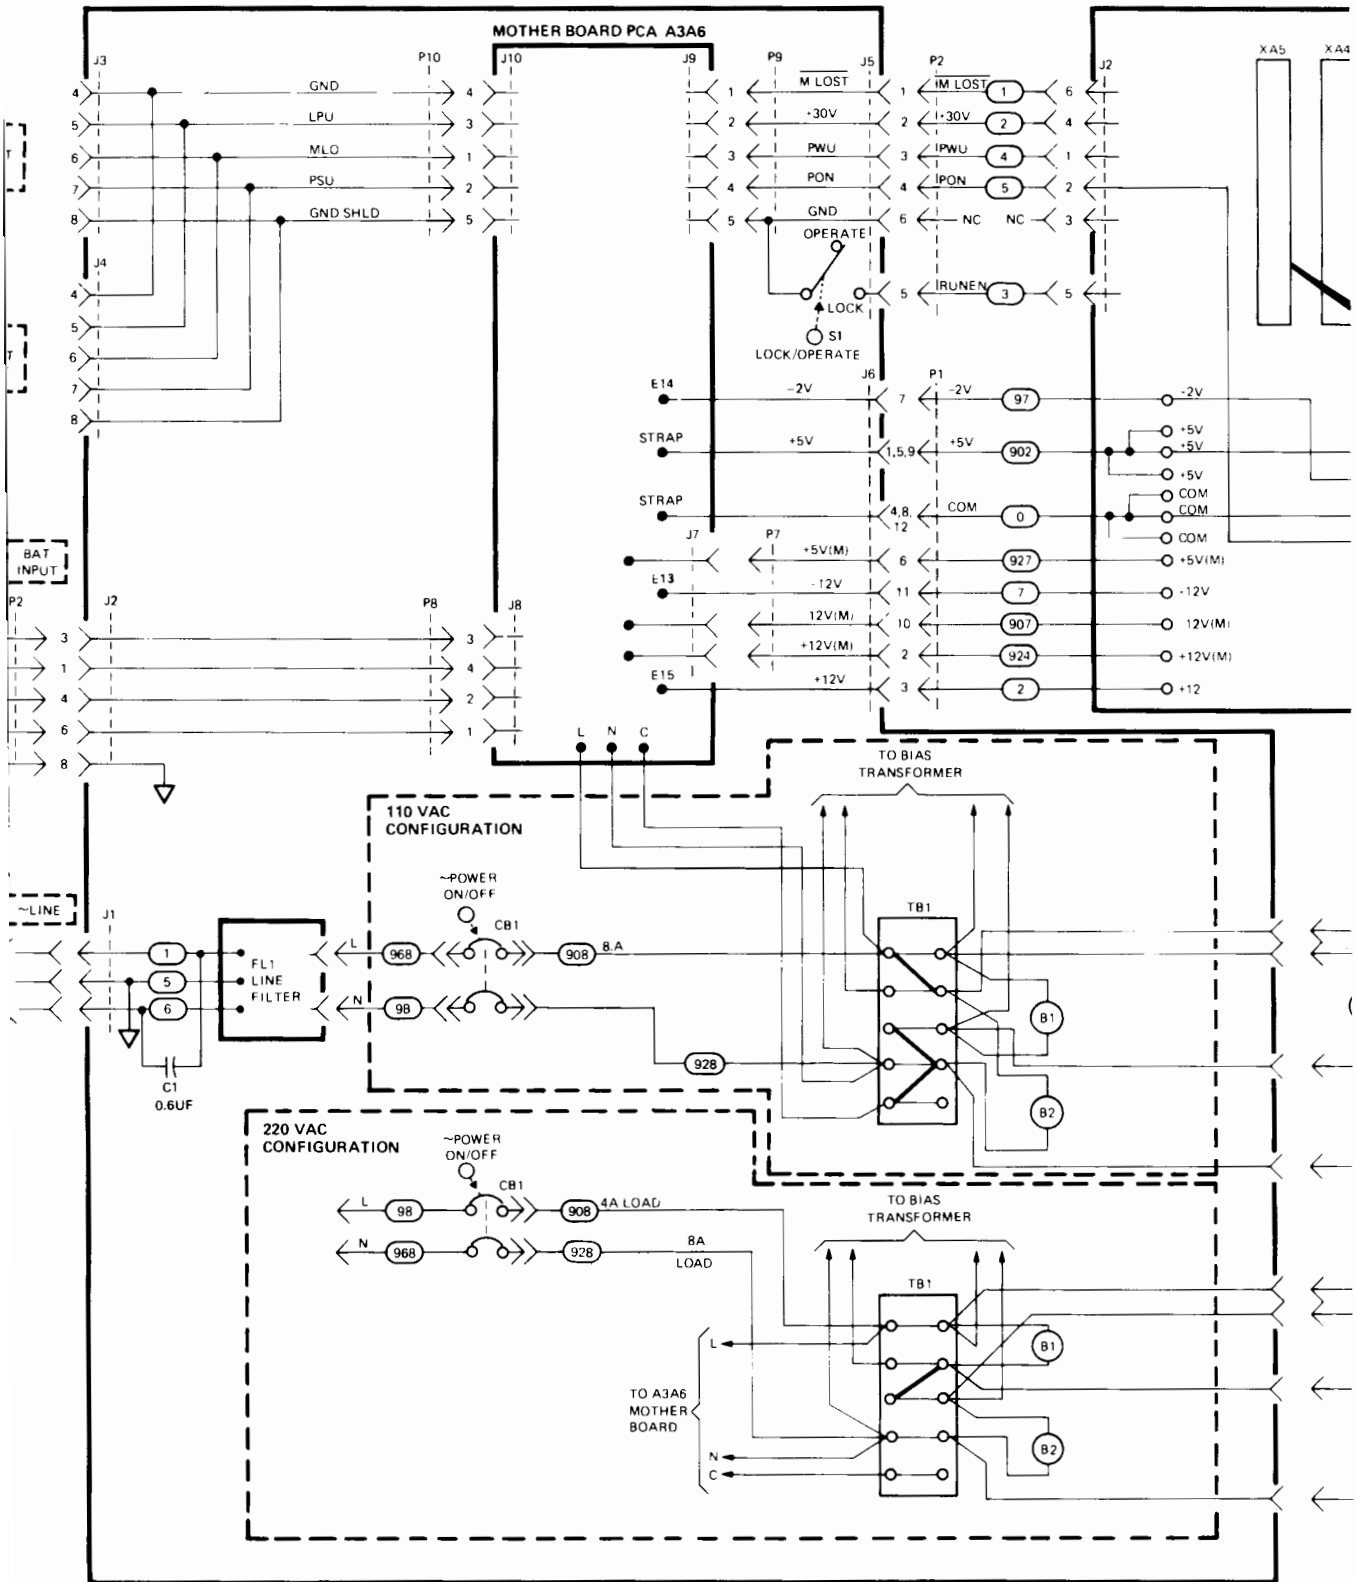 MOTHER BOARD PCA A3A6
J3 P10 J10 J9 P9 J5 P2 J2 XA5 XA4
4 GND 4 1 M LOST 1 M LOST 1 6
5 LPU 3 2 +30V 2 +30V 2 4
6 MLO 1 3 PWU 3 PWU 4 1
7 PSU 2 4 PON 4 PON 5 2
8 GND SHLD 5 5 GND 6 NC NC 3
T
T
OPERATE
J4
4 5 RUNEN 3 5
LOCK
5
S1
LOCK/OPERATE
6
7
8
J6 P1
E14 -2V 7 -2V 97 -2V
+5V
STRAP +5V 1,5,9 +5V 902 +5V
+5V
COM
STRAP 4,8, 12 COM 0 COM
COM
J7 P7
+5V(M) 6 927 +5V(M)
E13 -12V 11 7 -12V
12V(M) 10 907 12V(M)
+12V(M) 2 924 +12V(M)
E15 +12V 3 2 +12
BAT
INPUT
P2 J2 P8 J8
3 3
1 4
4 2
6 1
8
L N C
110 VAC
CONFIGURATION
TO BIAS
TRANSFORMER
~POWER
ON/OFF
CB1
TB1
~LINE
J1
1
5
6
FL1
LINE
FILTER
L 968 908 8.A
N 98
928
B1
B2
C1
0.6UF
220 VAC
CONFIGURATION
~POWER
ON/OFF
CB1
L 98 908 4A LOAD
N 968 928 8A
LOAD
TO BIAS
TRANSFORMER
TB1
L
TO A3A6
MOTHER
BOARD
N
C
B1
B2